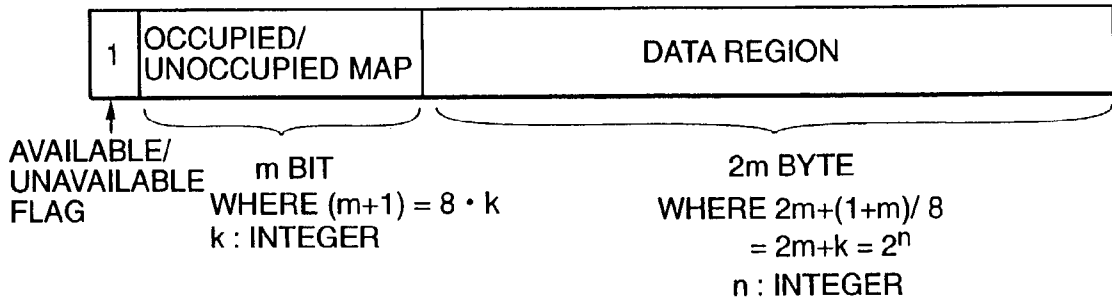 1
OCCUPIED/
UNOCCUPIED MAP
DATA REGION
AVAILABLE/
UNAVAILABLE
FLAG
m BIT
WHERE (m+1) = 8 · k
k : INTEGER
2m BYTE
WHERE 2m+(1+m)/ 8
= 2m+k = 2ⁿ
n : INTEGER